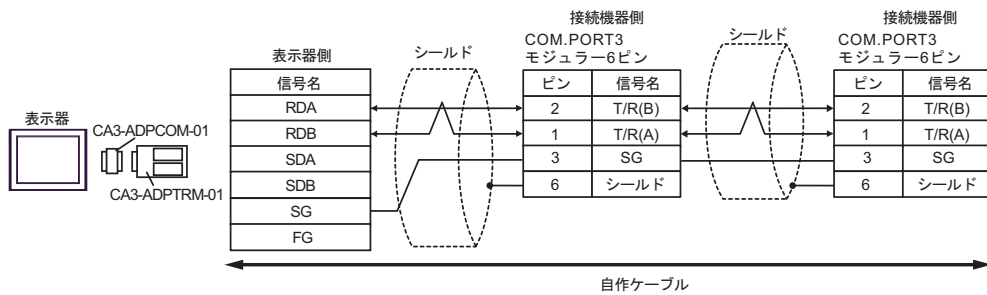 表示器
CA3-ADPCOM-01
CA3-ADPTRM-01
表示器側
信号名
RDA
RDB
SDA
SDB
SG
FG
シールド
接続機器側
COM.PORT3
モジュラー6ピン
ピン 信号名
2 T/R(B)
1 T/R(A)
3 SG
6 シールド
シールド
接続機器側
COM.PORT3
モジュラー6ピン
ピン 信号名
2 T/R(B)
1 T/R(A)
3 SG
6 シールド
自作ケーブル